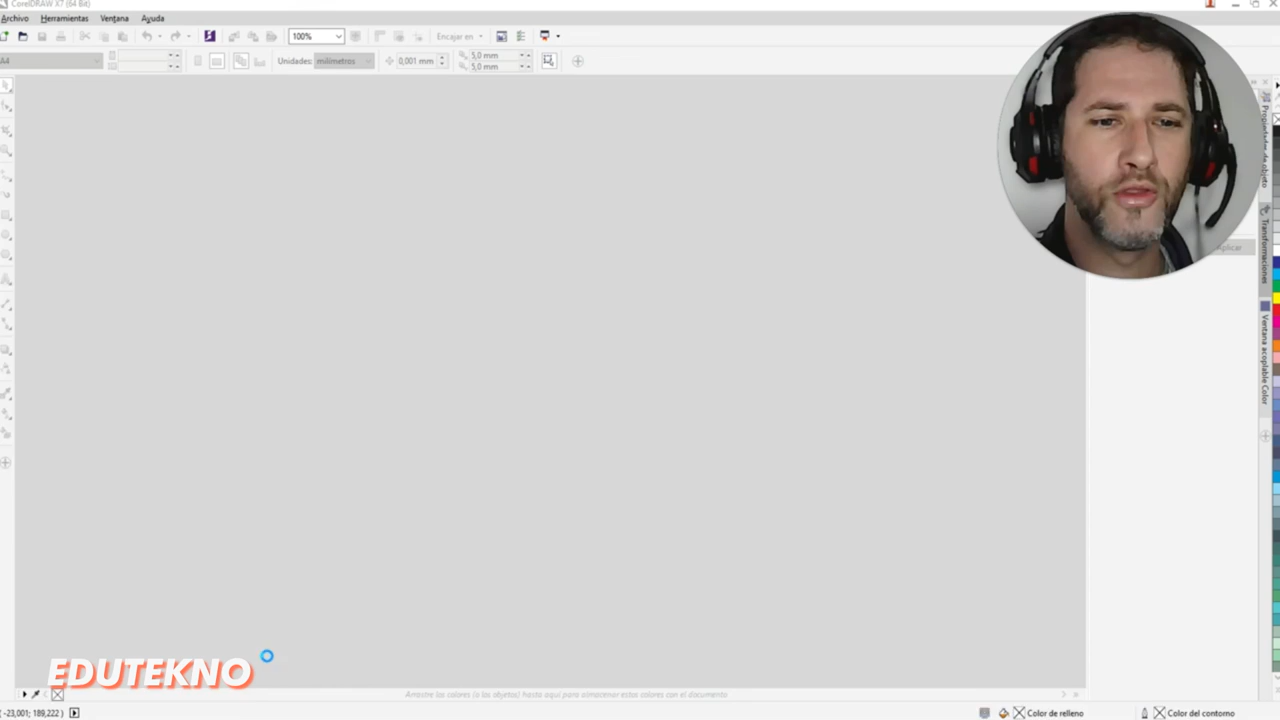 CorelDRAW X7 (64 Bit)
Archivo Herramientas Ventana Ayuda
100% Encajar en
A4 Unidades: milímetros 0,001 mm 5,0 mm
5,0 mm
Propiedades de objeto
Aplicar
Transformaciones
Ventana acoplable Color
EDUTEKNO
Arrastre los colores (o los objetos) hasta aquí para almacenar estos colores con el documento
( -23,001; 189,222 ) Color de relleno Color del contorno